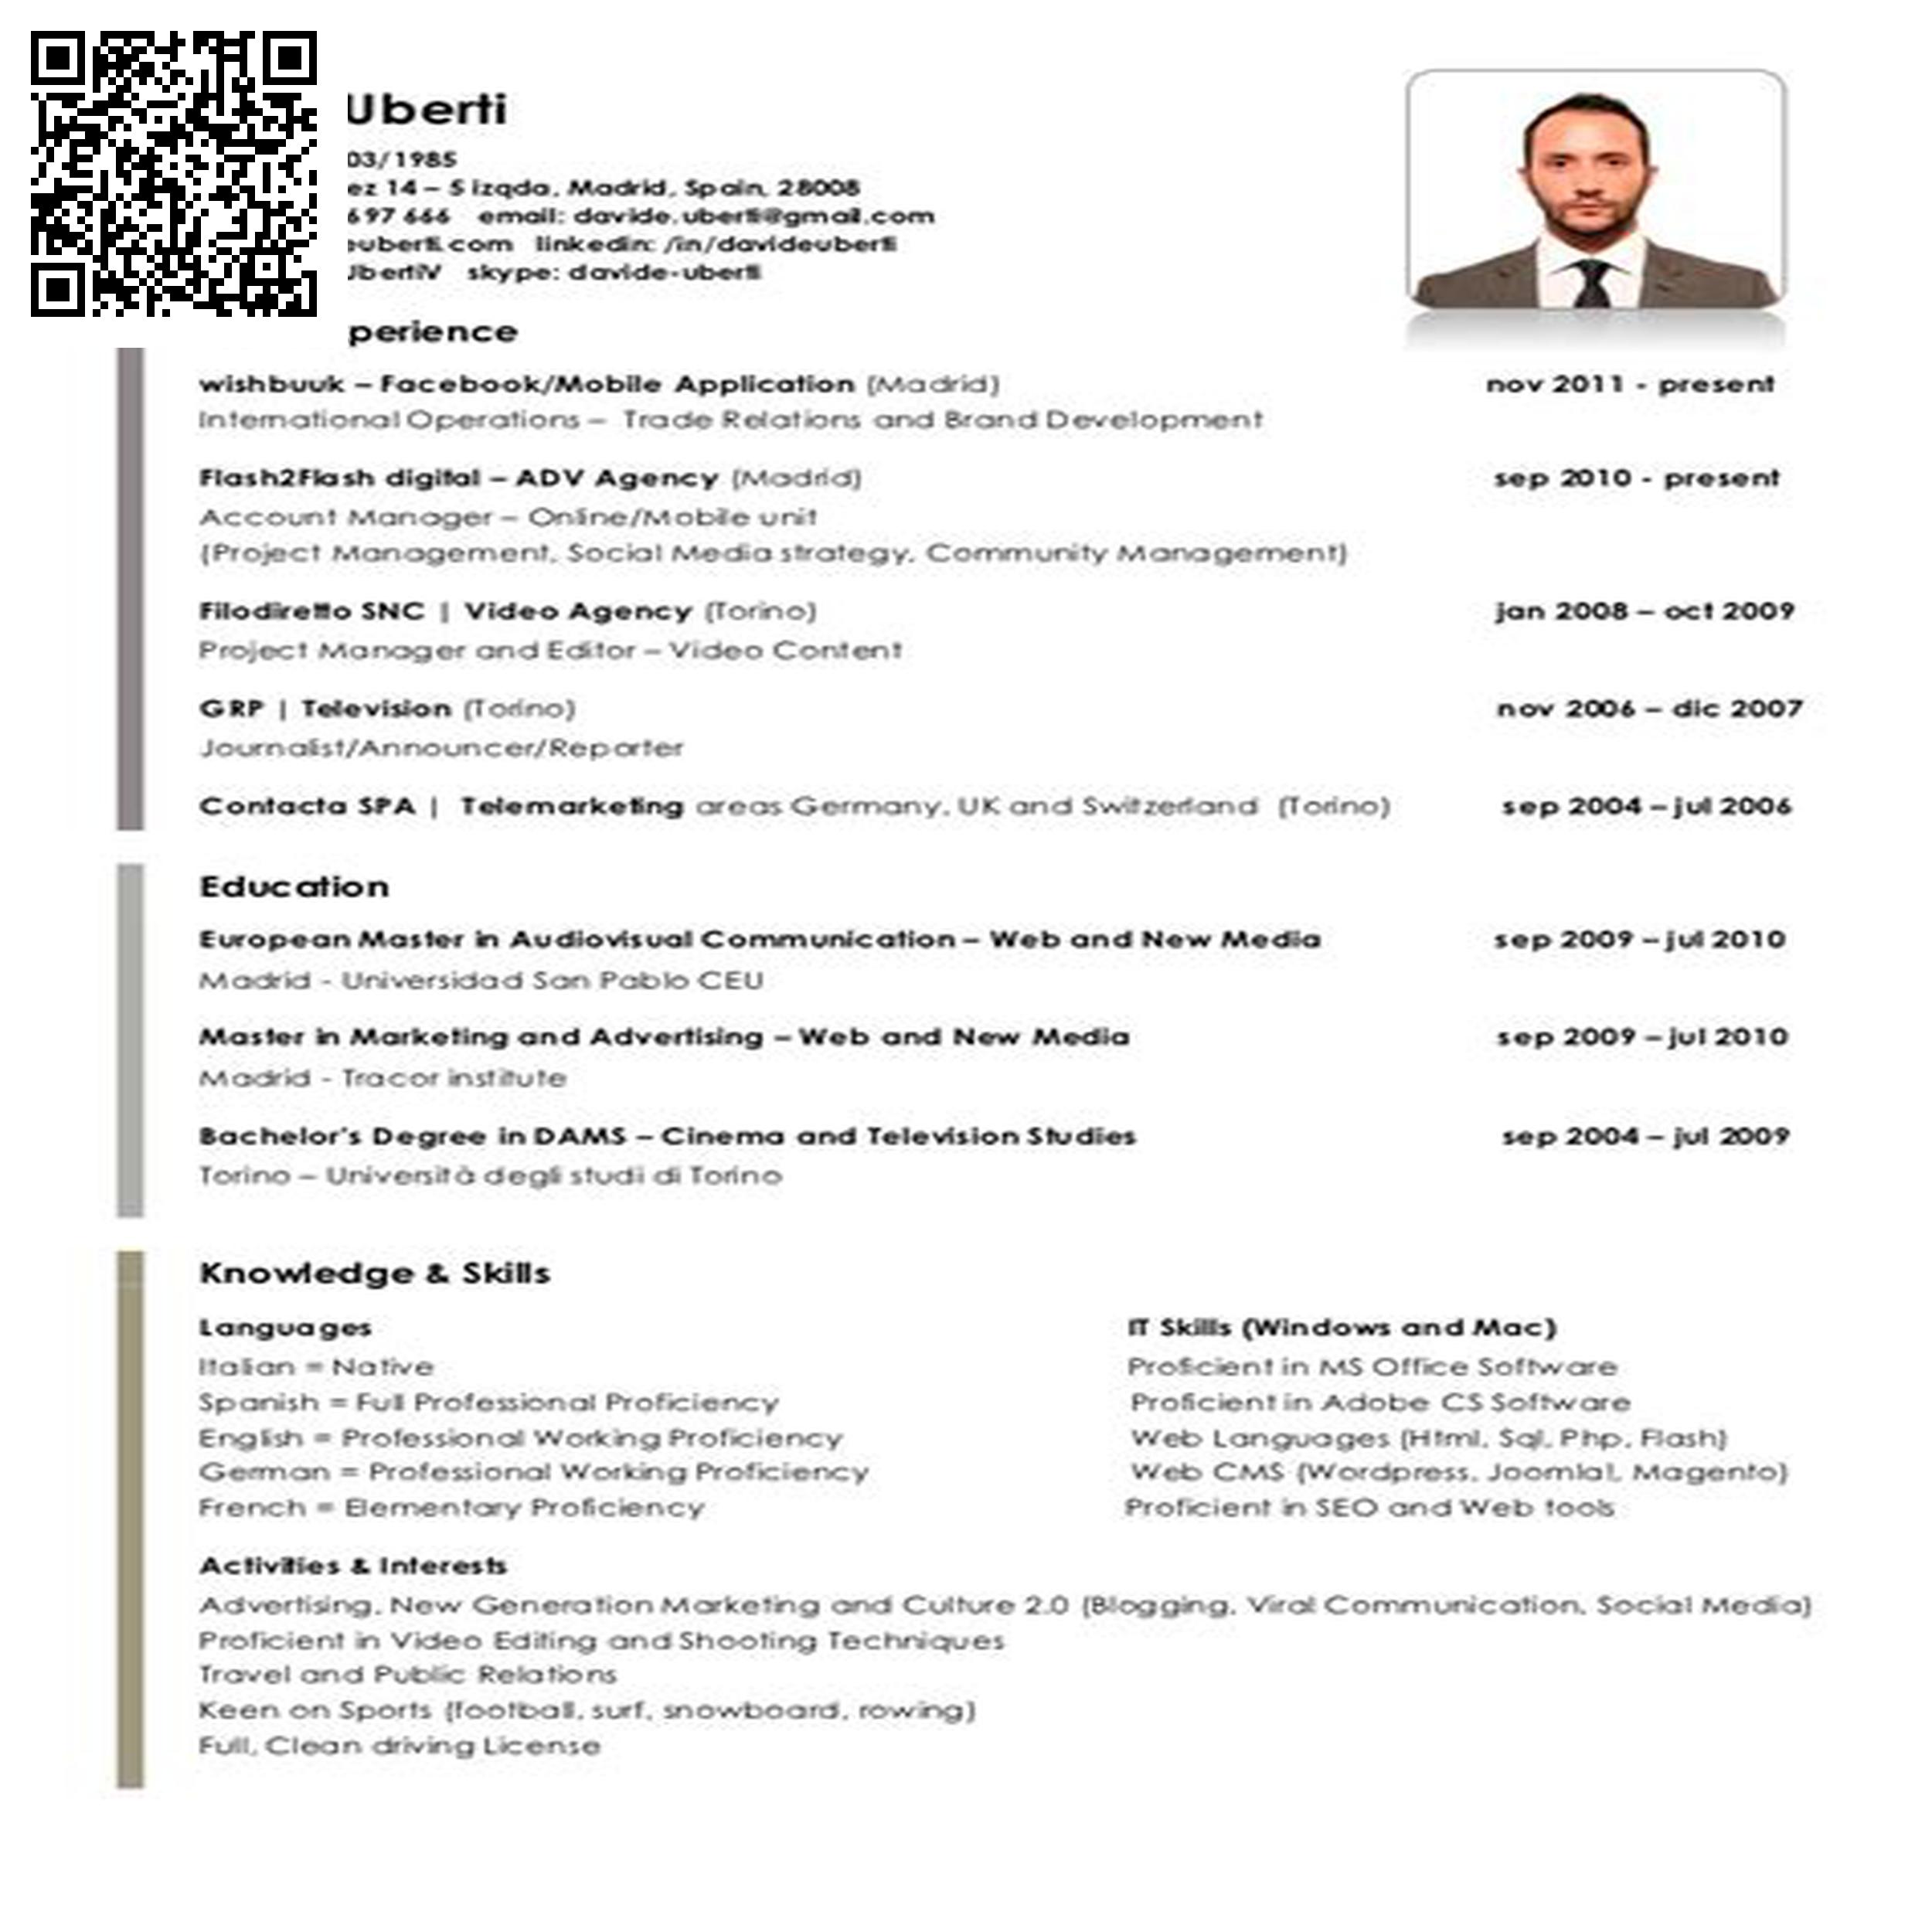 Uberti
03/1985
ez 14 – 5 izqda, Madrid, Spain, 28008
697 666 email: davide.uberti@gmail.com
euberti.com linkedin: /in/davideuberti
UbertiV skype: davide-uberti
perience
wishbuuk – Facebook/Mobile Application (Madrid) nov 2011 - present
International Operations – Trade Relations and Brand Development
Flash2Flash digital – ADV Agency (Madrid) sep 2010 - present
Account Manager – Online/Mobile unit
(Project Management, Social Media strategy, Community Management)
Filodiretto SNC | Video Agency (Torino) jan 2008 – oct 2009
Project Manager and Editor – Video Content
GRP | Television (Torino) nov 2006 – dic 2007
Journalist/Announcer/Reporter
Contacta SPA | Telemarketing areas Germany, UK and Switzerland (Torino) sep 2004 – jul 2006
Education
European Master in Audiovisual Communication – Web and New Media sep 2009 – jul 2010
Madrid - Universidad San Pablo CEU
Master in Marketing and Advertising – Web and New Media sep 2009 – jul 2010
Madrid - Tracor institute
Bachelor's Degree in DAMS – Cinema and Television Studies sep 2004 – jul 2009
Torino – Università degli studi di Torino
Knowledge & Skills
Languages
Italian = Native
Spanish = Full Professional Proficiency
English = Professional Working Proficiency
German = Professional Working Proficiency
French = Elementary Proficiency
IT Skills (Windows and Mac)
Proficient in MS Office Software
Proficient in Adobe CS Software
Web Languages (Html, Sql, Php, Flash)
Web CMS (Wordpress, Joomla!, Magento)
Proficient in SEO and Web tools
Activities & Interests
Advertising, New Generation Marketing and Culture 2.0 (Blogging, Viral Communication, Social Media)
Proficient in Video Editing and Shooting Techniques
Travel and Public Relations
Keen on Sports (football, surf, snowboard, rowing)
Full, Clean driving License